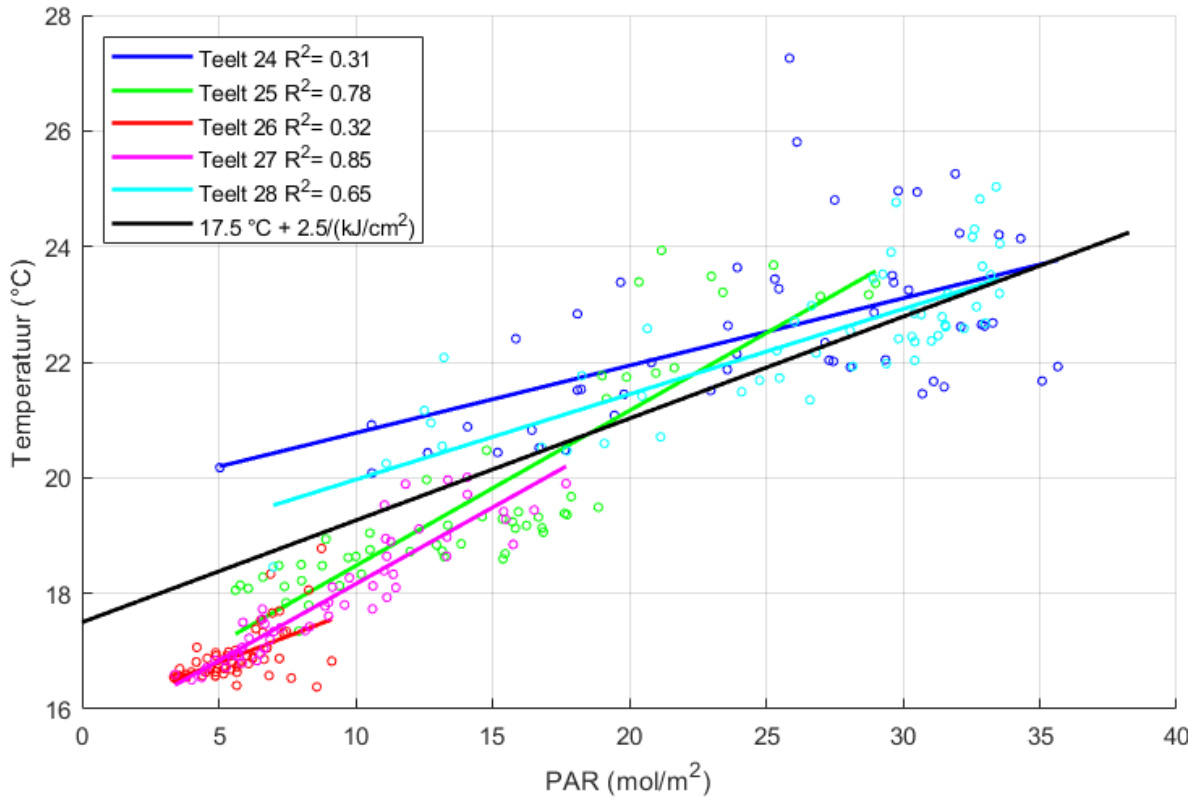 28
26
24
22
20
18
16
Temperatuur (°C)
Teelt 24 R²= 0.31
Teelt 25 R²= 0.78
Teelt 26 R²= 0.32
Teelt 27 R²= 0.85
Teelt 28 R²= 0.65
17.5 °C + 2.5/(kJ/cm²)
0 5 10 15 20 25 30 35 40
PAR (mol/m²)